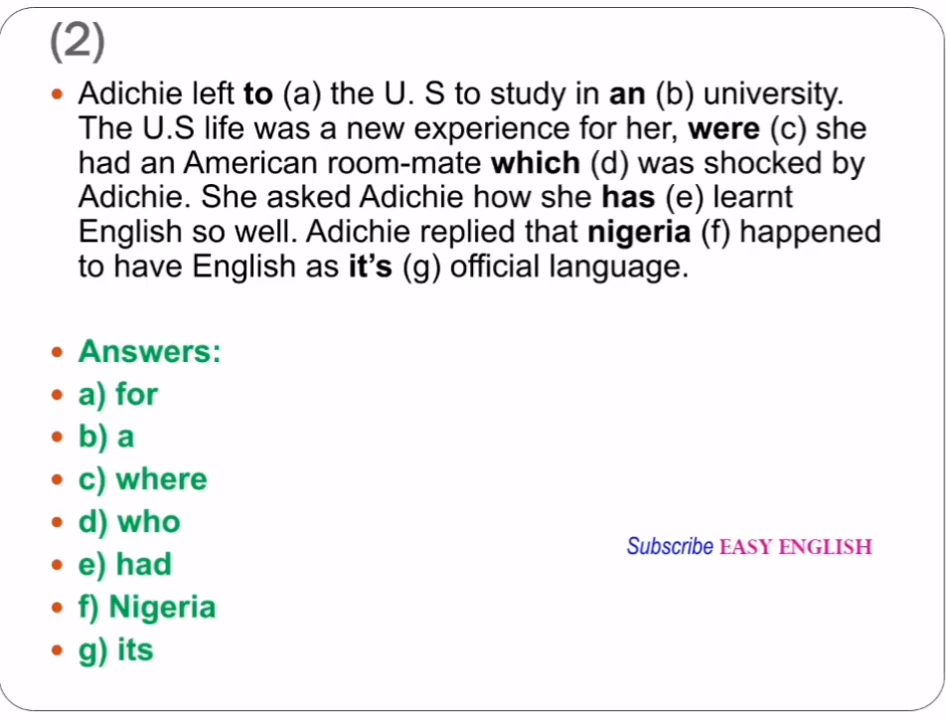 (2)
• Adichie left to (a) the U. S to study in an (b) university.
The U.S life was a new experience for her, were (c) she
had an American room-mate which (d) was shocked by
Adichie. She asked Adichie how she has (e) learnt
English so well. Adichie replied that nigeria (f) happened
to have English as it’s (g) official language.
• Answers:
• a) for
• b) a
• c) where
• d) who
• e) had
• f) Nigeria
• g) its
Subscribe EASY ENGLISH